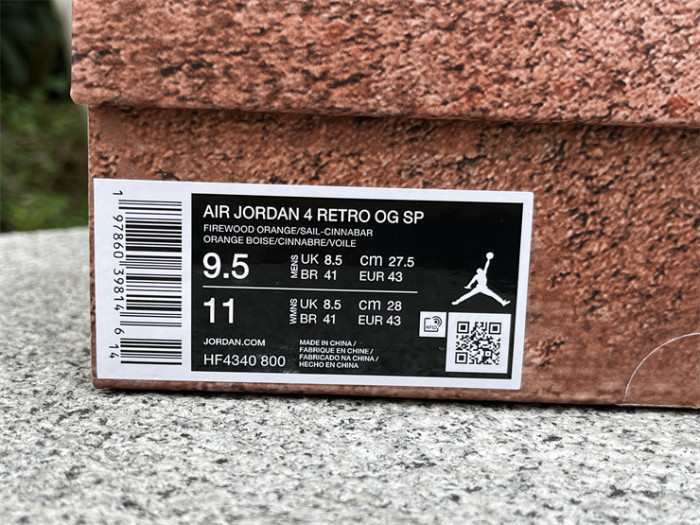 1 97860 39814 6 14
AIR JORDAN 4 RETRO OG SP
FIREWOOD ORANGE/SAIL-CINNABAR
ORANGE BOISE/CINNABRE/VOILE
9.5 MENS UK 8.5 CM 27.5
BR 41 EUR 43
11 WMNS UK 8.5 CM 28
BR 41 EUR 43
RFID
JORDAN.COM
HF4340 800
MADE IN CHINA /
FABRIQUE EN CHINE /
FABRICADO NA CHINA /
HECHO EN CHINA